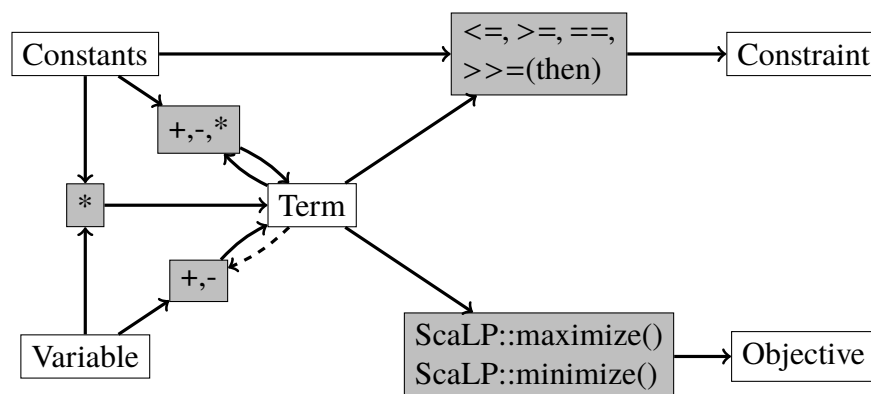 Constants
<=, >=, ==,
>>=(then)
Constraint
+,-,*
*
Term
+,-
Variable
ScaLP::maximize()
ScaLP::minimize()
Objective